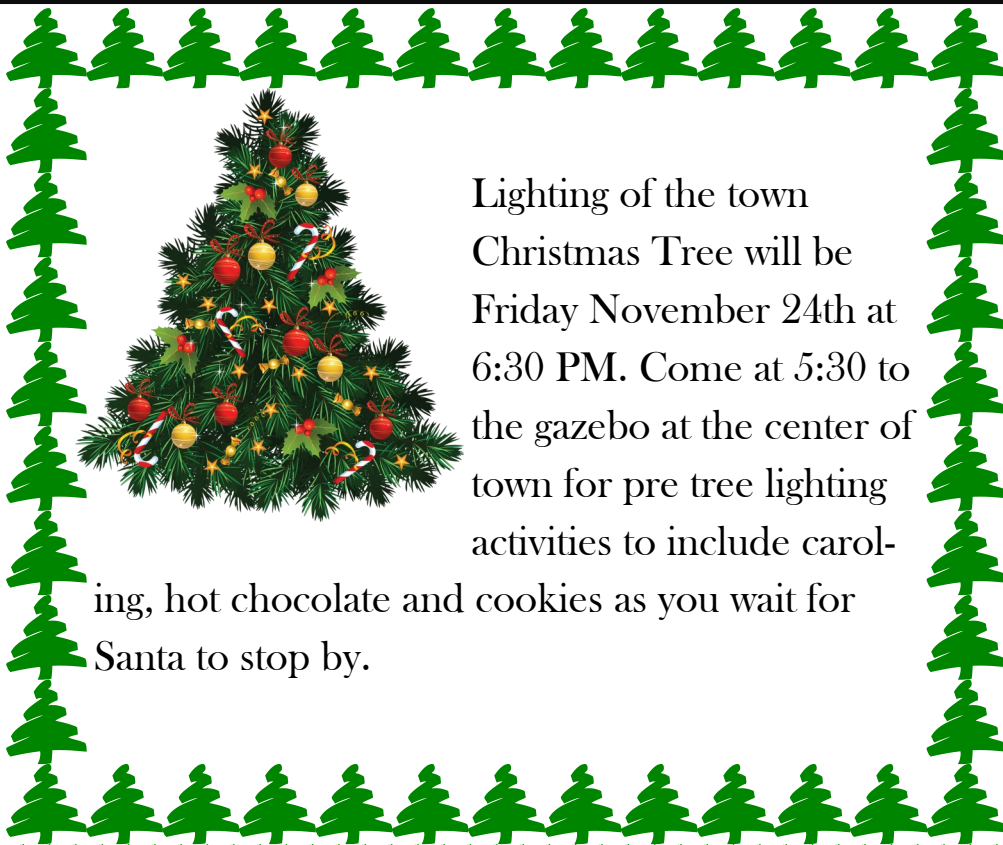 Lighting of the town
Christmas Tree will be
Friday November 24th at
6:30 PM. Come at 5:30 to
the gazebo at the center of
town for pre tree lighting
activities to include carol-
ing, hot chocolate and cookies as you wait for
Santa to stop by.